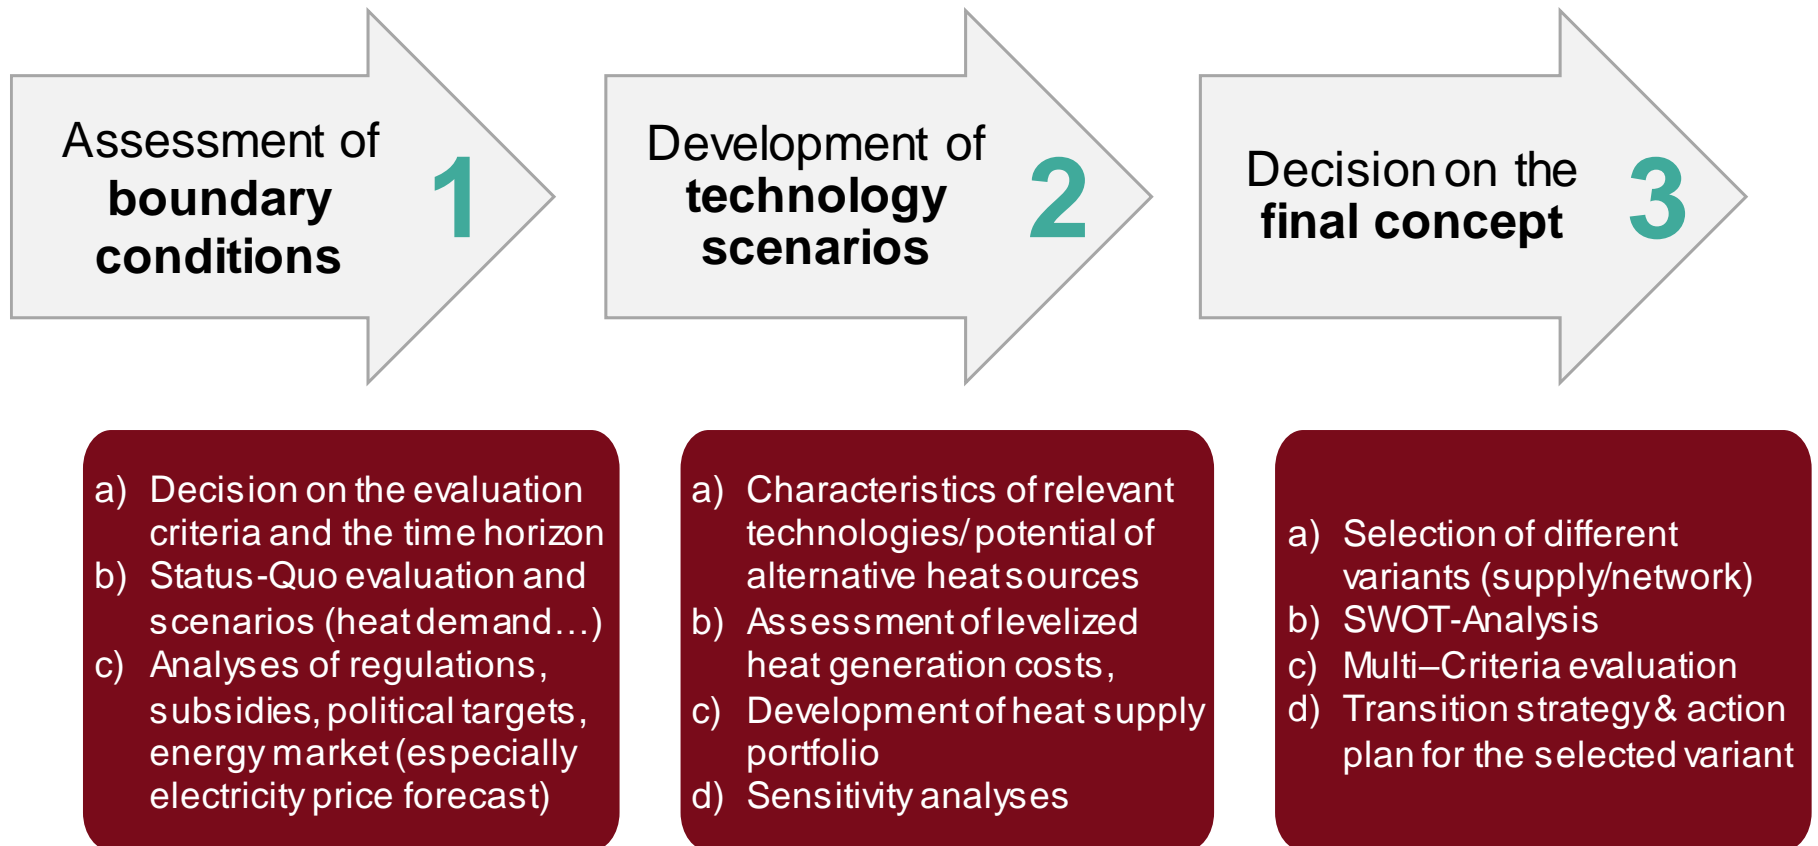 Assessment of
boundary
conditions
1
Development of
technology
scenarios
2
Decision on the
final concept
3
a) Decision on the evaluation
criteria and the time horizon
b) Status-Quo evaluation and
scenarios (heat demand…)
c) Analyses of regulations,
subsidies, political targets,
energy market (especially
electricity price forecast)
a) Characteristics of relevant
technologies/ potential of
alternative heat sources
b) Assessment of levelized
heat generation costs,
c) Development of heat supply
portfolio
d) Sensitivity analyses
a) Selection of different
variants (supply/network)
b) SWOT-Analysis
c) Multi–Criteria evaluation
d) Transition strategy & action
plan for the selected variant